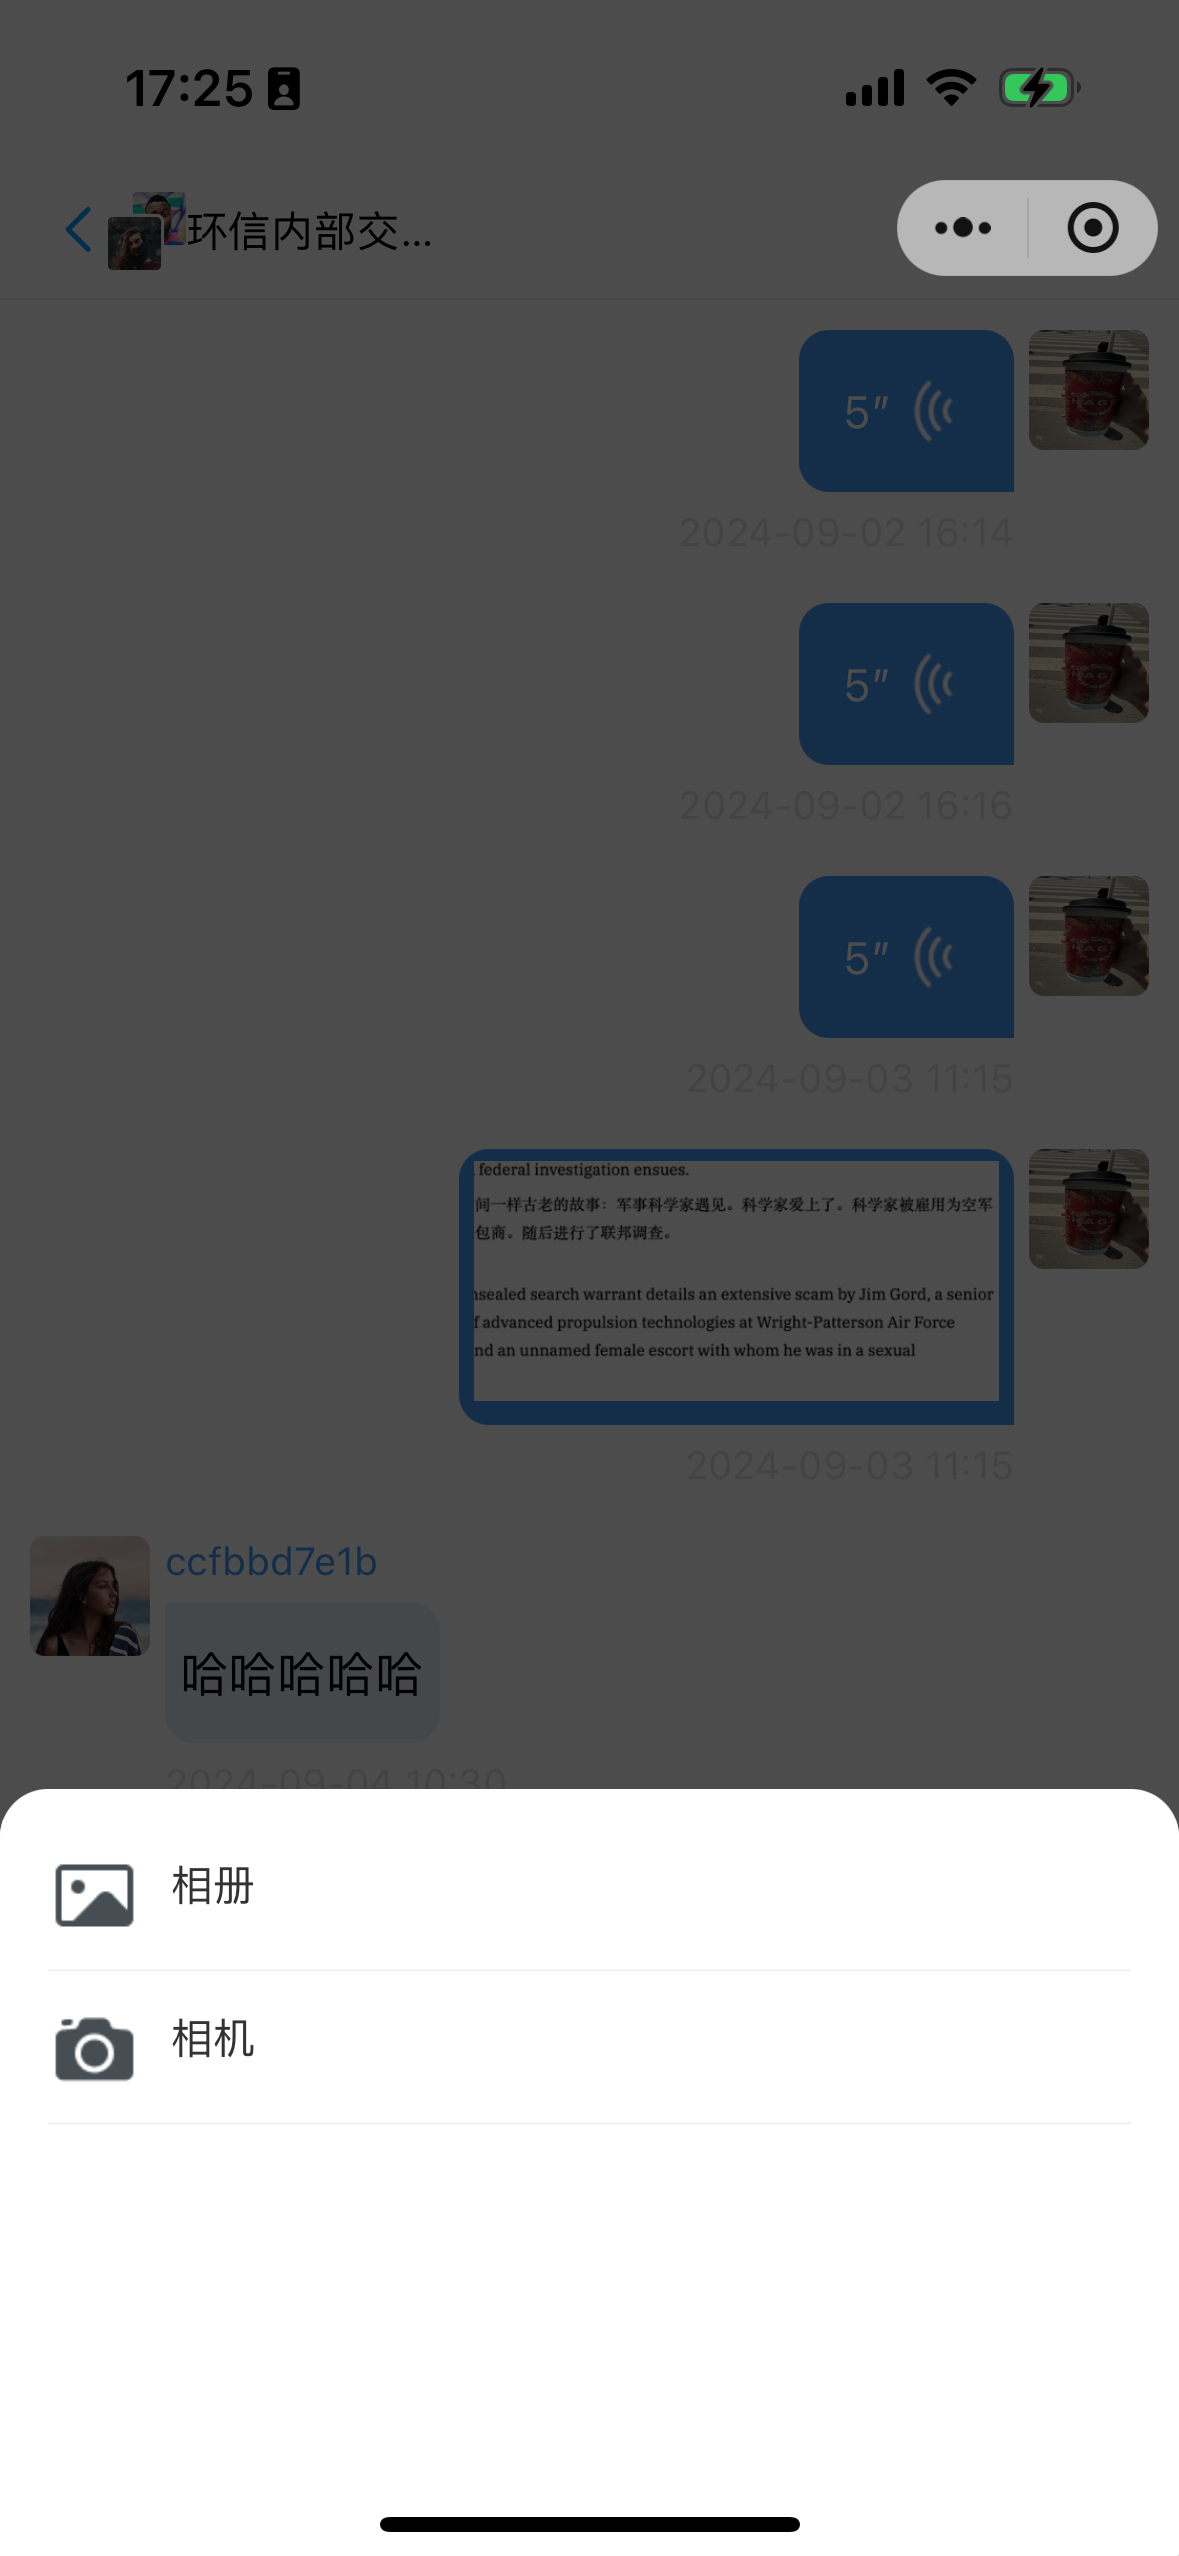 17:25
环信内部交...
5"
2024-09-02 16:14
5"
2024-09-02 16:16
5"
2024-09-03 11:15
federal investigation ensues.
间一样古老的故事：军事科学家遇见。科学家爱上了。科学家被雇用为空军
包商。随后进行了联邦调查。
nsealed search warrant details an extensive scam by Jim Gord, a senior
f advanced propulsion technologies at Wright-Patterson Air Force
nd an unnamed female escort with whom he was in a sexual
2024-09-03 11:15
ccfbbd7e1b
哈哈哈哈哈
2024-09-04 10:30
相册
相机